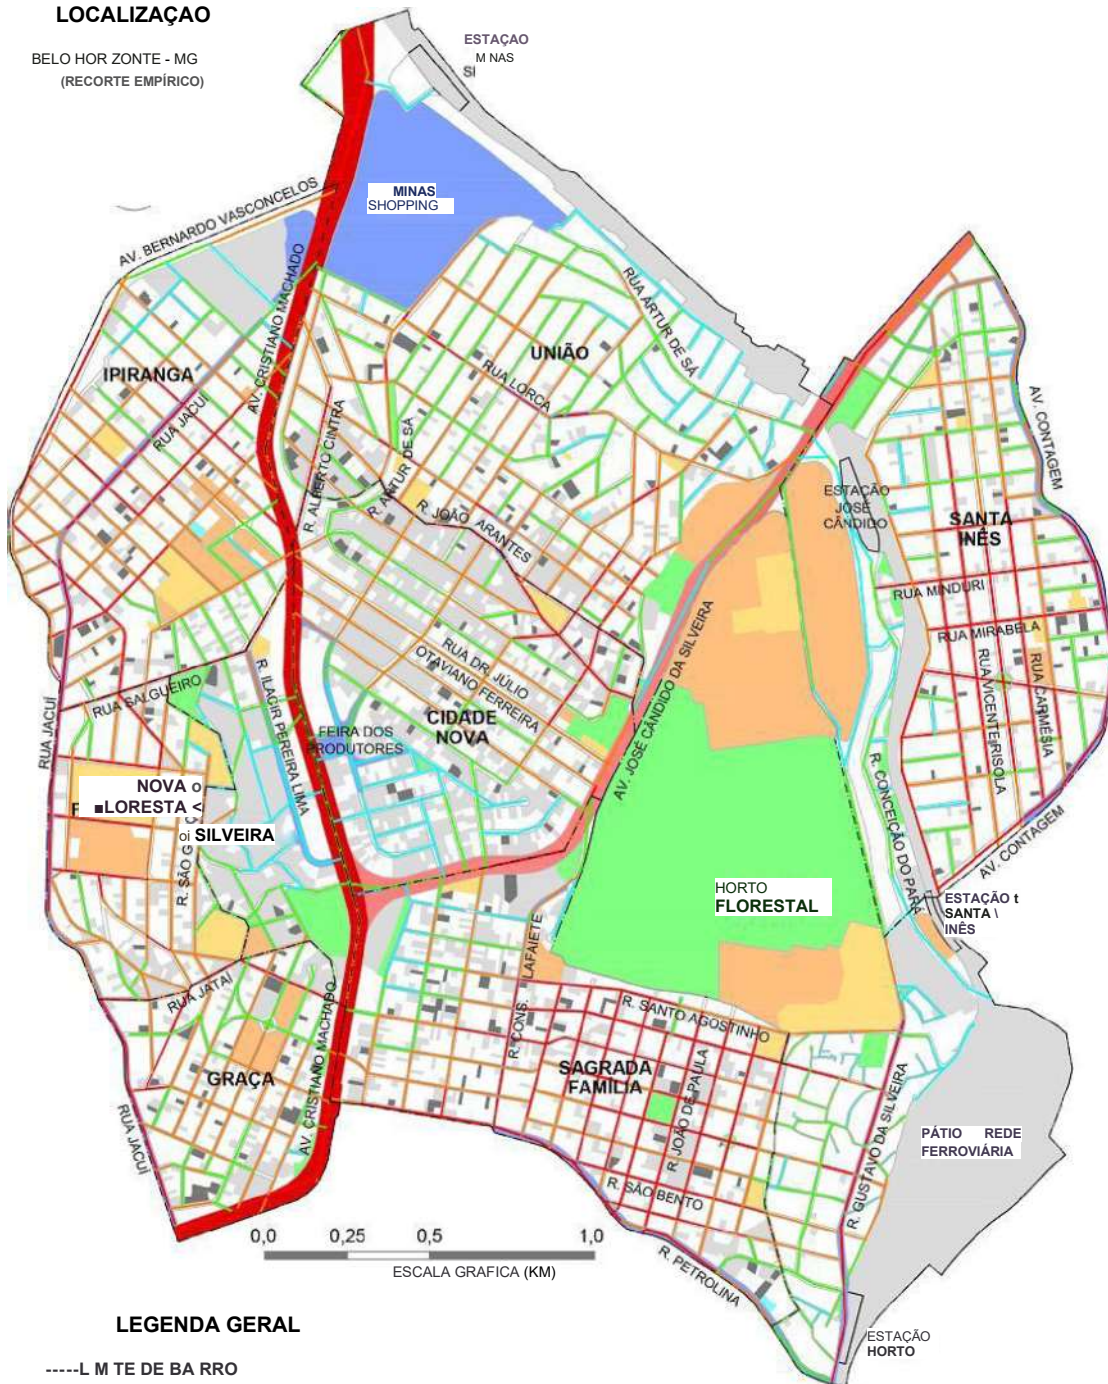 LOCALIZAÇAO
BELO HOR ZONTE - MG
(RECORTE EMPÍRICO)
ESTAÇAO
M NAS
SI
MINAS
SHOPPING
AV. BERNARDO VASCONCELOS
AV. CRISTIANO MACHADO
RUA ARTUR DE SÁ
UNIÃO
RUA LORCA
IPIRANGA
RUA JACUÍ
R. ALBERTO CINTRA
R. ARTUR DE SÁ
R. JOÃO ARANTES
AV. CONTAGEM
ESTAÇÃO
JOSÉ
CÂNDIDO
SANTA
INÊS
RUA MINDURI
RUA MIRABELA
RUA VICENTE RISOLA
RUA CARMÉSIA
RUA DR. JÚLIO
OTAVIANO FERREIRA
AV. JOSÉ CÂNDIDO DA SILVEIRA
RUA SALGUEIRO
R. ILACIR PEREIRA LIMA
CIDADE
NOVA
FEIRA DOS
PRODUTORES
RUA JACUÍ
NOVA o
F ■LORESTA <
oi SILVEIRA
R. SÃO G
R. CONCEIÇÃO DO PARÁ
AV. CONTAGEM
HORTO
FLORESTAL
ESTAÇÃO t
SANTA \
INÊS
R. CONS. LAFAIETE
RUA JATAÍ
R. SANTO AGOSTINHO
AV. CRISTIANO MACHADO
GRAÇA
SAGRADA
FAMÍLIA
R. JOÃO DE PAULA
R. GUSTAVO DA SILVEIRA
PÁTIO REDE
FERROVIÁRIA
RUA JACUÍ
R. SÃO BENTO
R. PETROLINA
0,0 0,25 0,5 1,0
ESCALA GRAFICA (KM)
ESTAÇÃO
HORTO
LEGENDA GERAL
-----L M TE DE BA RRO